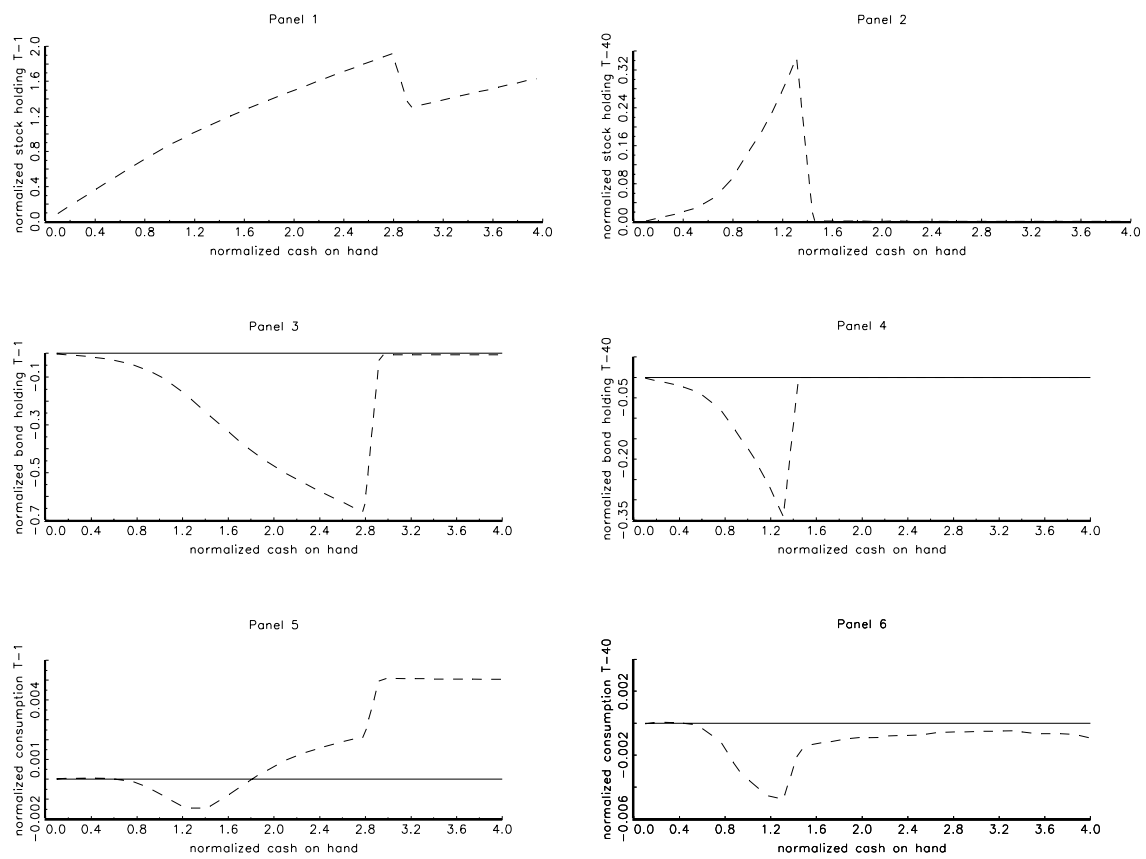 Panel 1
normalized stock holding T-1
2.0
1.6
1.2
0.8
0.4
0.0
0.0 0.4 0.8 1.2 1.6 2.0 2.4 2.8 3.2 3.6 4.0
normalized cash on hand
Panel 2
normalized stock holding T-40
0.32
0.24
0.16
0.08
0.00
0.0 0.4 0.8 1.2 1.6 2.0 2.4 2.8 3.2 3.6 4.0
normalized cash on hand
Panel 3
normalized bond holding T-1
-0.1
-0.3
-0.5
-0.7
0.0 0.4 0.8 1.2 1.6 2.0 2.4 2.8 3.2 3.6 4.0
normalized cash on hand
Panel 4
normalized bond holding T-40
-0.05
-0.20
-0.35
0.0 0.4 0.8 1.2 1.6 2.0 2.4 2.8 3.2 3.6 4.0
normalized cash on hand
Panel 5
normalized consumption T-1
0.004
0.001
-0.002
0.0 0.4 0.8 1.2 1.6 2.0 2.4 2.8 3.2 3.6 4.0
normalized cash on hand
Panel 6
normalized consumption T-40
0.002
-0.002
-0.006
0.0 0.4 0.8 1.2 1.6 2.0 2.4 2.8 3.2 3.6 4.0
normalized cash on hand